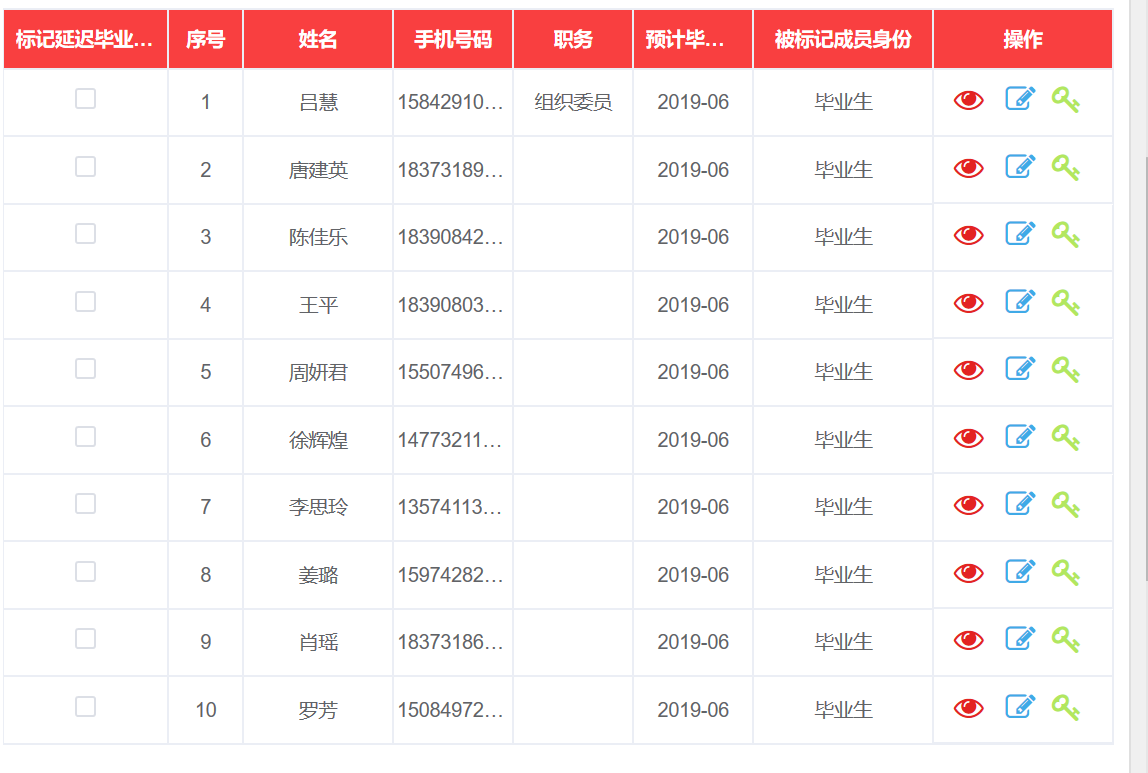 标记延迟毕业… 序号 姓名 手机号码 职务 预计毕… 被标记成员身份 操作
1 吕慧 15842910… 组织委员 2019-06 毕业生
2 唐建英 18373189… 2019-06 毕业生
3 陈佳乐 18390842… 2019-06 毕业生
4 王平 18390803… 2019-06 毕业生
5 周妍君 15507496… 2019-06 毕业生
6 徐辉煌 14773211… 2019-06 毕业生
7 李思玲 13574113… 2019-06 毕业生
8 姜璐 15974282… 2019-06 毕业生
9 肖瑶 18373186… 2019-06 毕业生
10 罗芳 15084972… 2019-06 毕业生